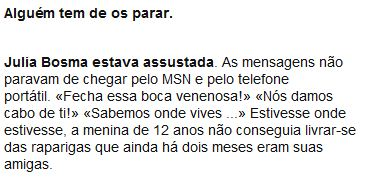 Alguém tem de os parar.
Julia Bosma estava assustada. As mensagens não
paravam de chegar pelo MSN e pelo telefone
portátil. «Fecha essa boca venenosa!» «Nós damos
cabo de ti!» «Sabemos onde vives ...» Estivesse onde
estivesse, a menina de 12 anos não conseguia livrar-se
das raparigas que ainda há dois meses eram suas
amigas.